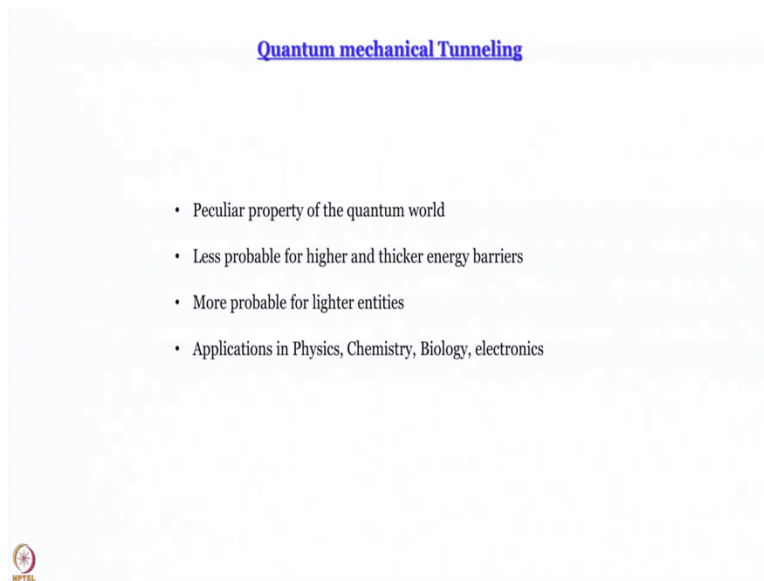 Quantum mechanical Tunneling
• Peculiar property of the quantum world
• Less probable for higher and thicker energy barriers
• More probable for lighter entities
• Applications in Physics, Chemistry, Biology, electronics
NPTEL